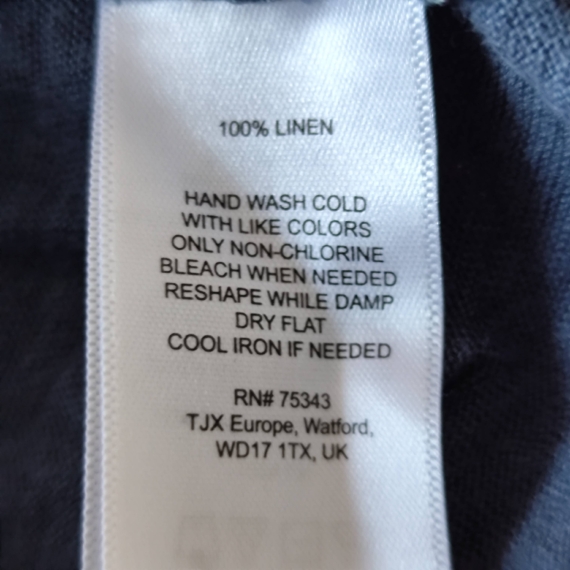 100% LINEN
HAND WASH COLD
WITH LIKE COLORS
ONLY NON-CHLORINE
BLEACH WHEN NEEDED
RESHAPE WHILE DAMP
DRY FLAT
COOL IRON IF NEEDED
RN# 75343
TJX Europe, Watford,
WD17 1TX, UK